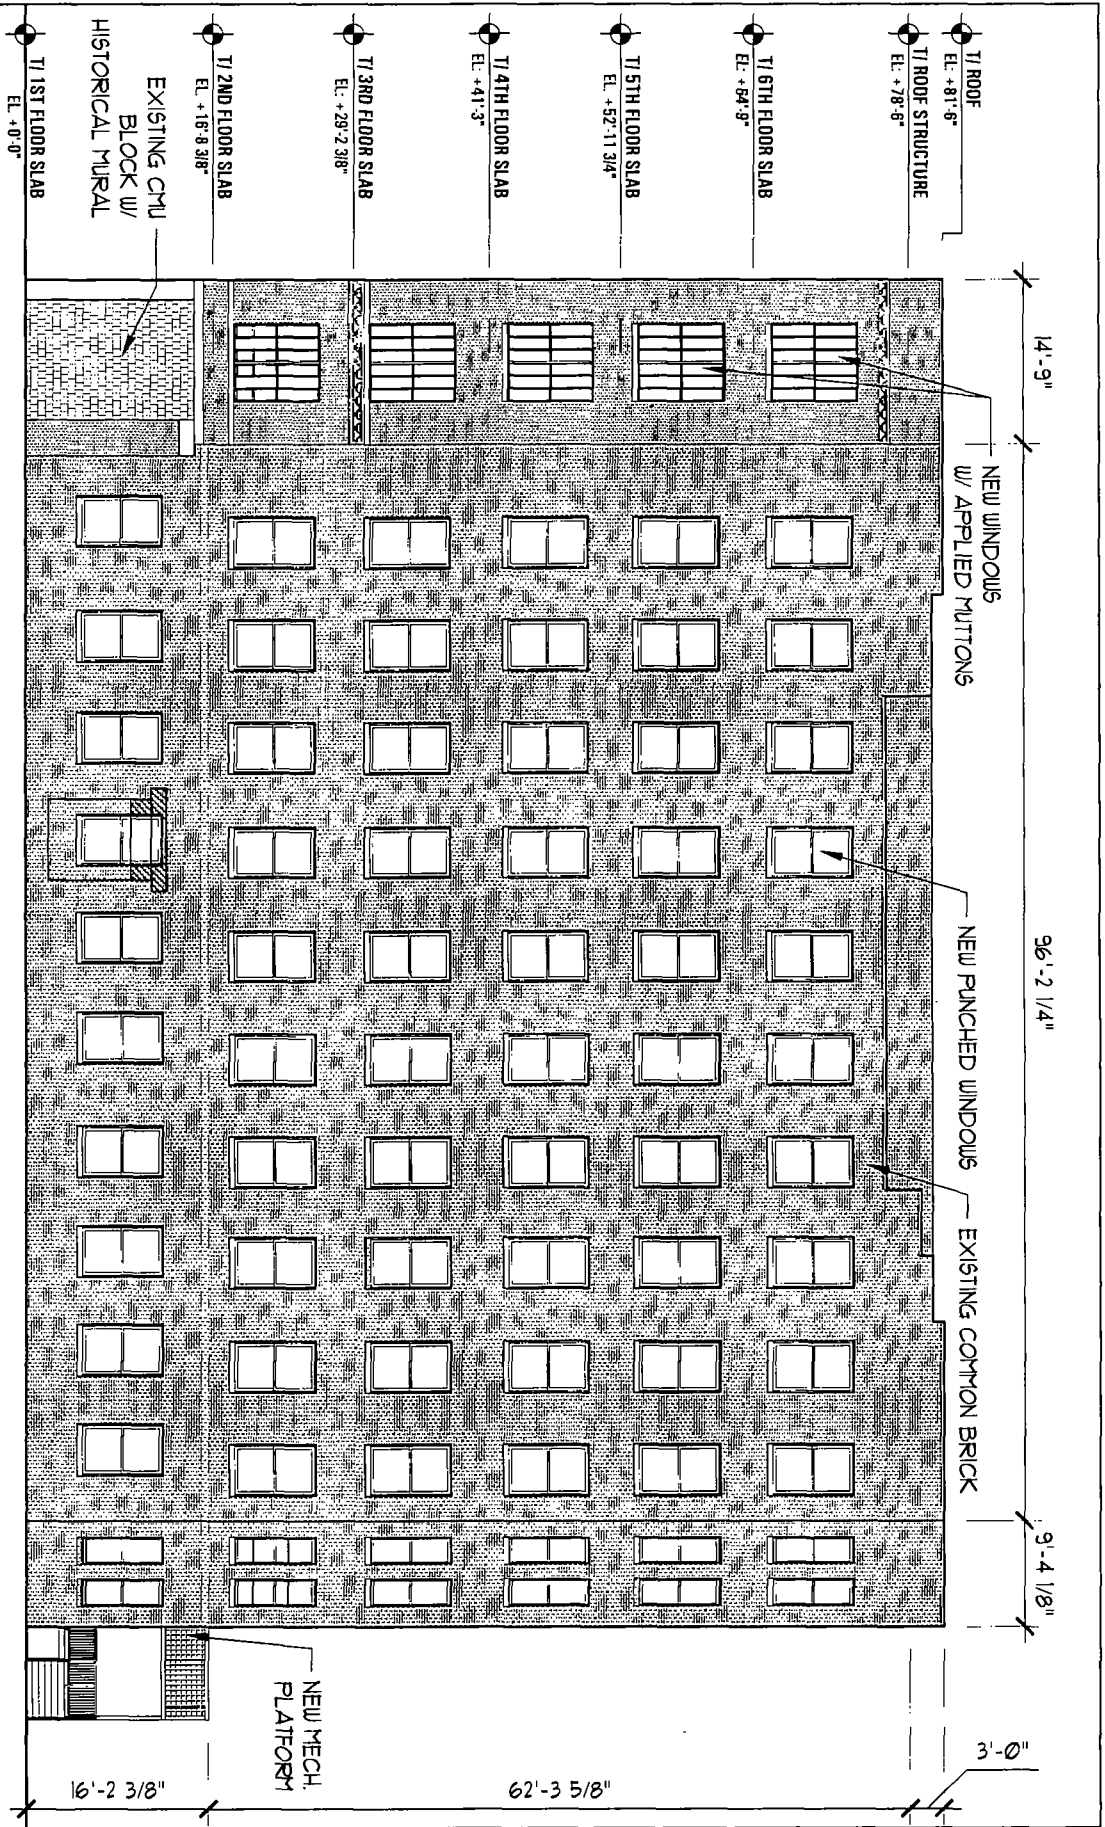 T/ ROOF
EL: +81'-6"
T/ ROOF STRUCTURE
EL: +78'-6"
T/ 6TH FLOOR SLAB
EL: +64'-9"
T/ 5TH FLOOR SLAB
EL. +52'-11 3/4"
T/ 4TH FLOOR SLAB
EL: +41'-3"
T/ 3RD FLOOR SLAB
EL: +29'-2 3/8"
T/ 2ND FLOOR SLAB
EL. +16'-8 3/8"
T/ 1ST FLOOR SLAB
EL. +0'-0"
EXISTING CMU
BLOCK W/
HISTORICAL MURAL
14'-9"
96'-2 1/4"
9'-4 1/8"
NEW WINDOWS
W/ APPLIED MUTTONS
NEW PUNCHED WINDOWS
EXISTING COMMON BRICK
NEW MECH.
PLATFORM
3'-0"
62'-3 5/8"
16'-2 3/8"